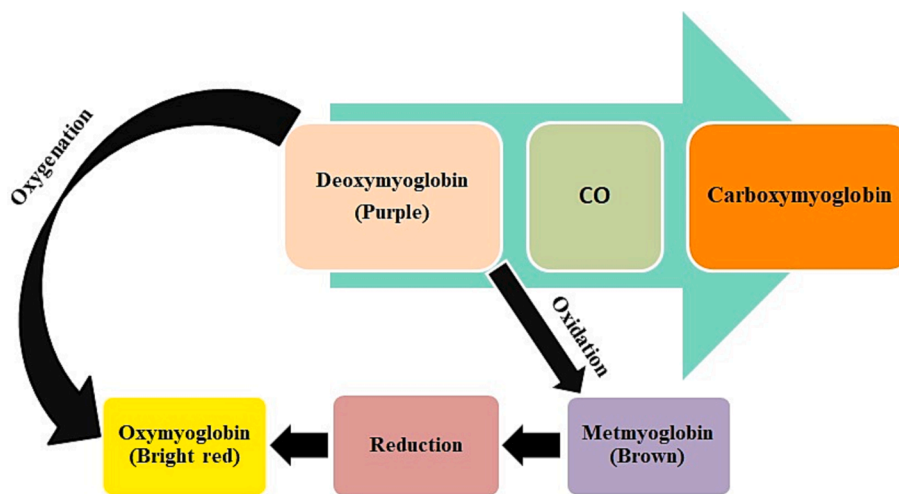 Oxygenation
Deoxymyoglobin
(Purple)
CO
Carboxymyoglobin
Oxidation
Oxymyoglobin
(Bright red)
Reduction
Metmyoglobin
(Brown)